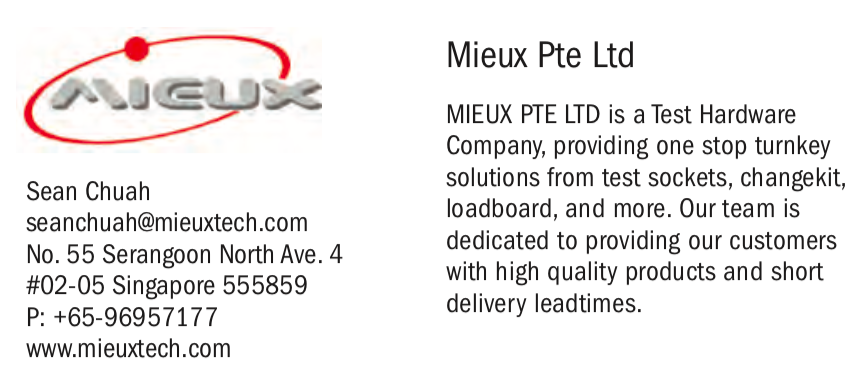 MIEUX
Sean Chuah
seanchuah@mieuxtech.com
No. 55 Serangoon North Ave. 4
#02-05 Singapore 555859
P: +65-96957177
www.mieuxtech.com
Mieux Pte Ltd
MIEUX PTE LTD is a Test Hardware
Company, providing one stop turnkey
solutions from test sockets, changekit,
loadboard, and more. Our team is
dedicated to providing our customers
with high quality products and short
delivery leadtimes.